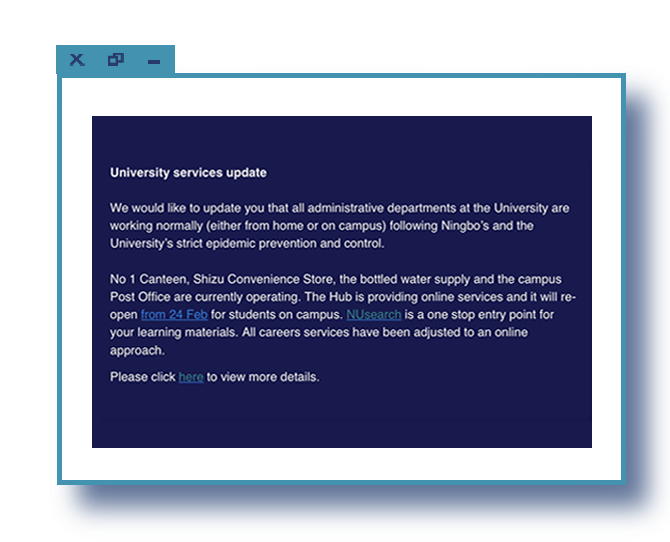 University services update
We would like to update you that all administrative departments at the University are
working normally (either from home or on campus) following Ningbo's and the
University's strict epidemic prevention and control.
No 1 Canteen, Shizu Convenience Store, the bottled water supply and the campus
Post Office are currently operating. The Hub is providing online services and it will re-
open from 24 Feb for students on campus. NUsearch is a one stop entry point for
your learning materials. All careers services have been adjusted to an online
approach.
Please click here to view more details.